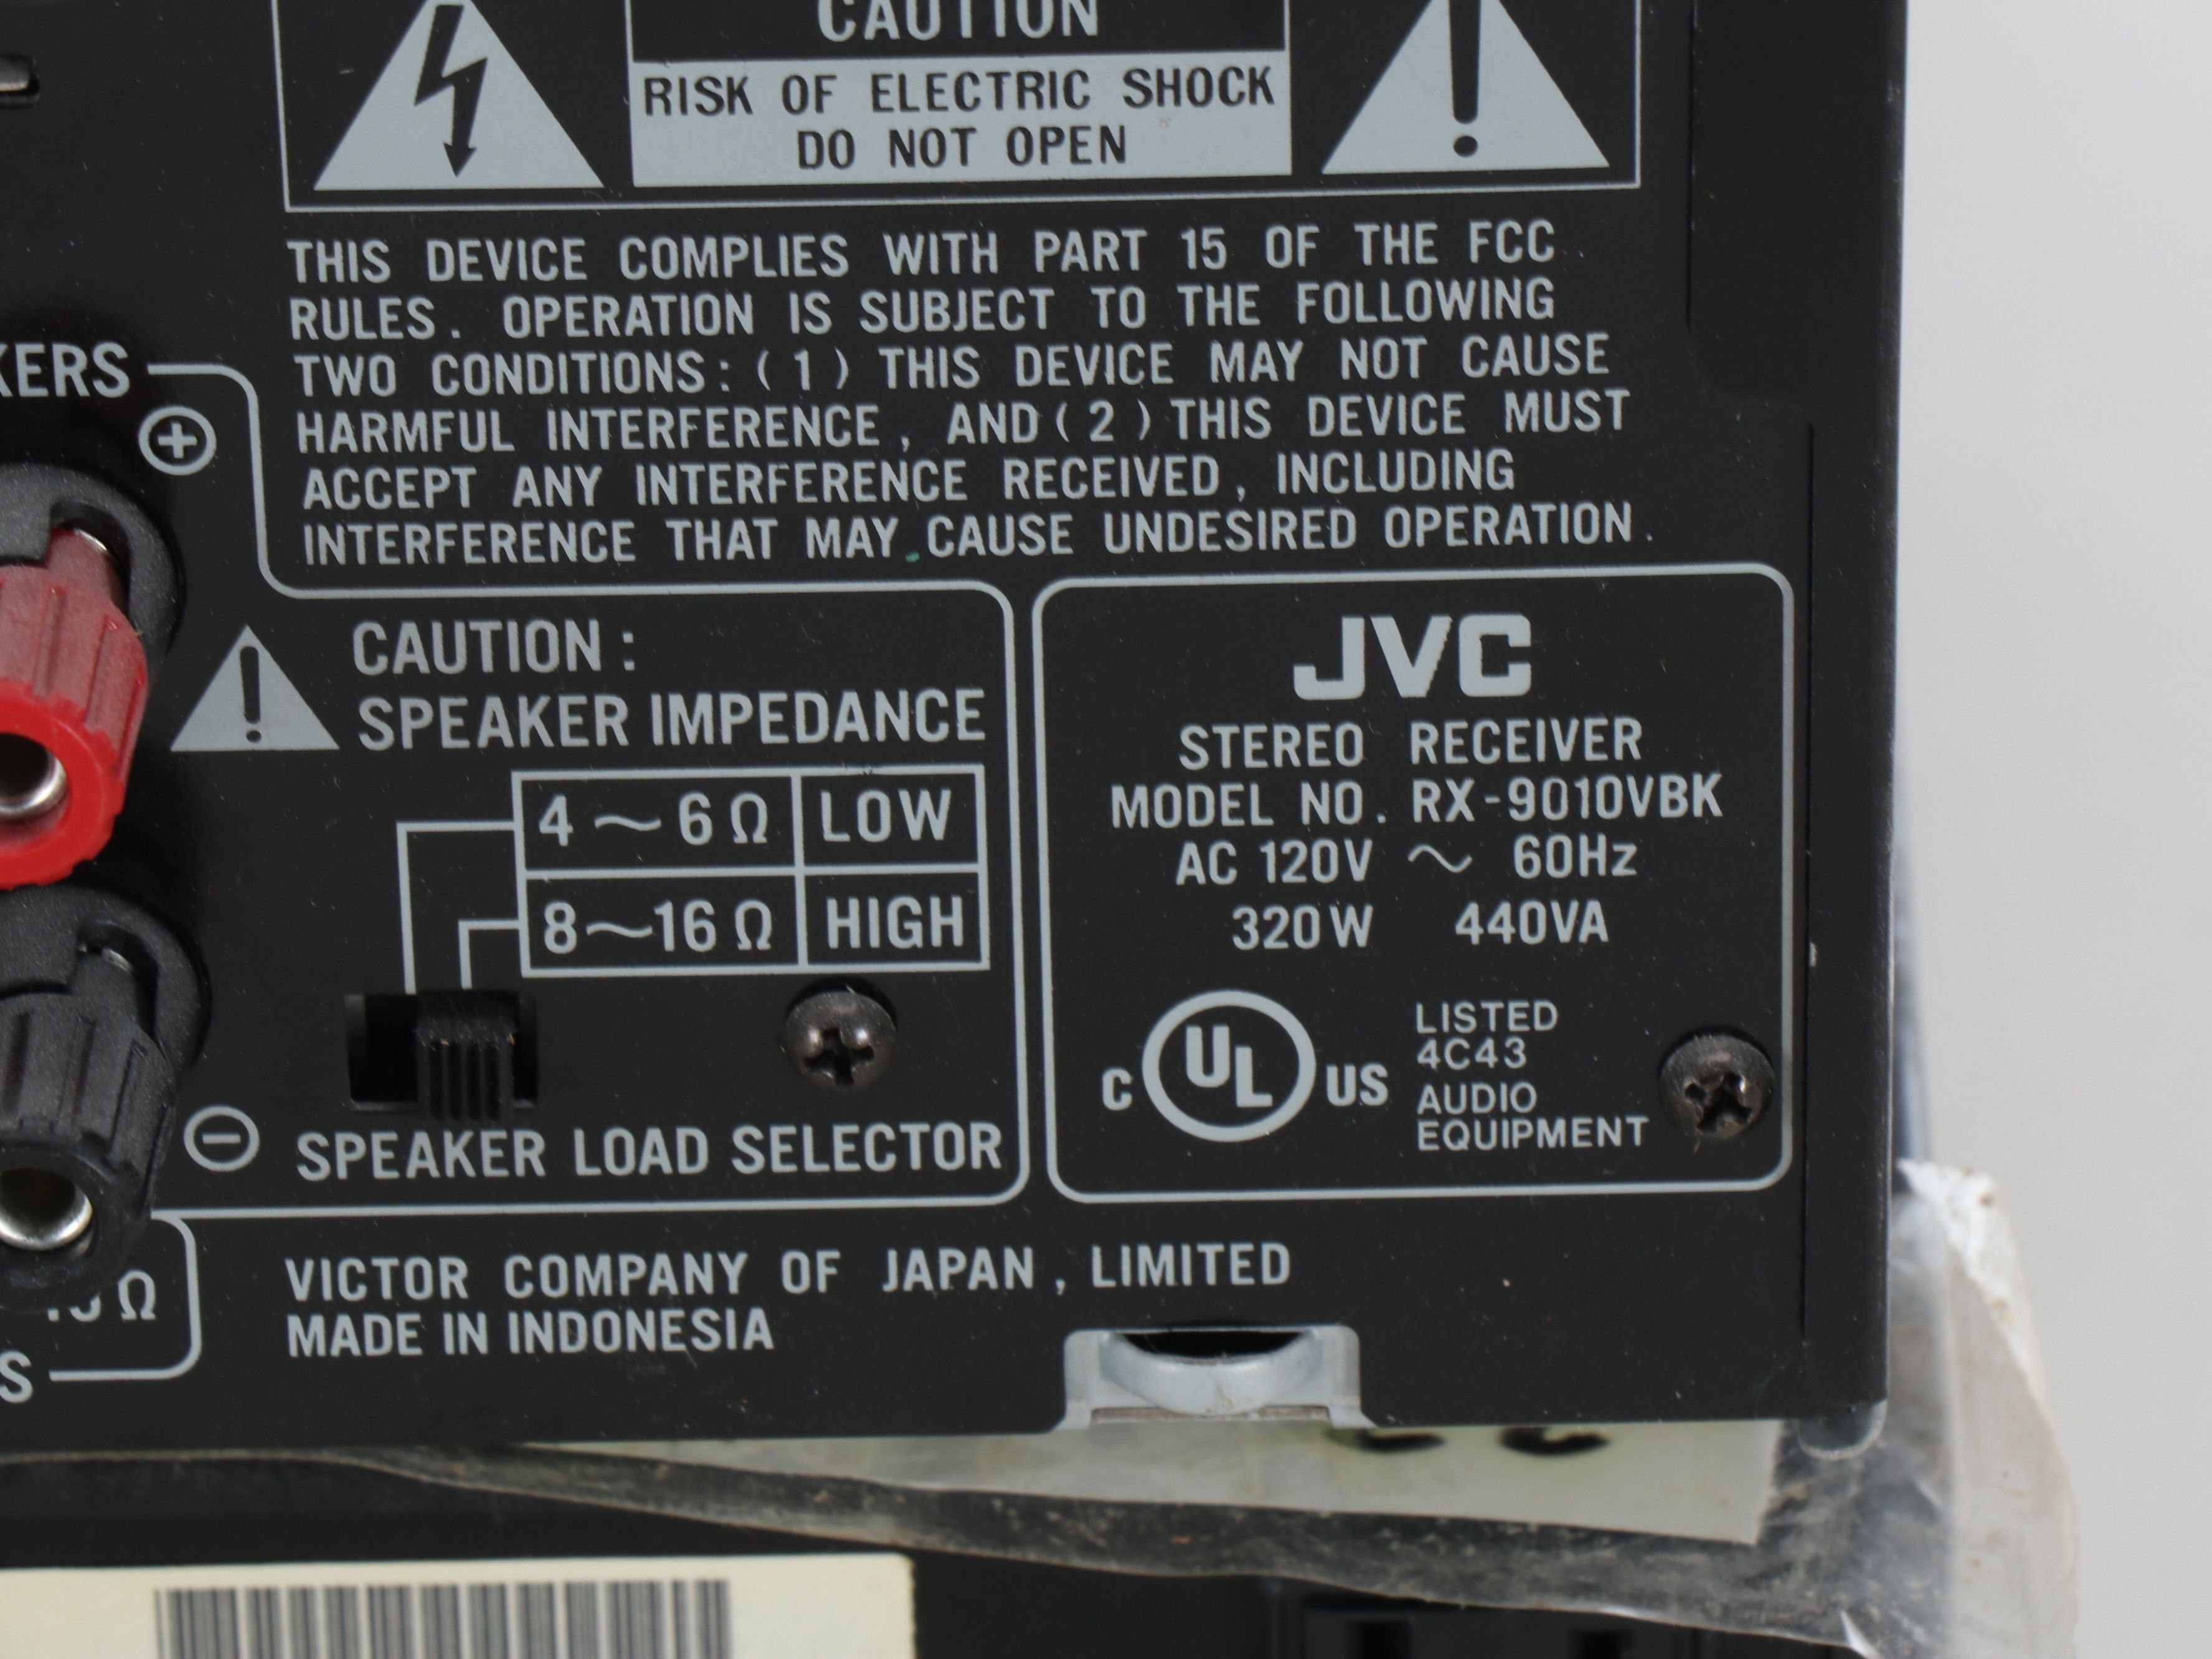 CAUTION
RISK OF ELECTRIC SHOCK
DO NOT OPEN
THIS DEVICE COMPLIES WITH PART 15 OF THE FCC
RULES. OPERATION IS SUBJECT TO THE FOLLOWING
TWO CONDITIONS: (1) THIS DEVICE MAY NOT CAUSE
HARMFUL INTERFERENCE, AND (2) THIS DEVICE MUST
ACCEPT ANY INTERFERENCE RECEIVED, INCLUDING
INTERFERENCE THAT MAY CAUSE UNDESIRED OPERATION.
KERS
CAUTION:
SPEAKER IMPEDANCE
4~6Ω LOW
8~16Ω HIGH
SPEAKER LOAD SELECTOR
JVC
STEREO RECEIVER
MODEL NO. RX-9010VBK
AC 120V ~ 60Hz
320W 440VA
C UL US
LISTED
4C43
AUDIO
EQUIPMENT
VICTOR COMPANY OF JAPAN, LIMITED
MADE IN INDONESIA